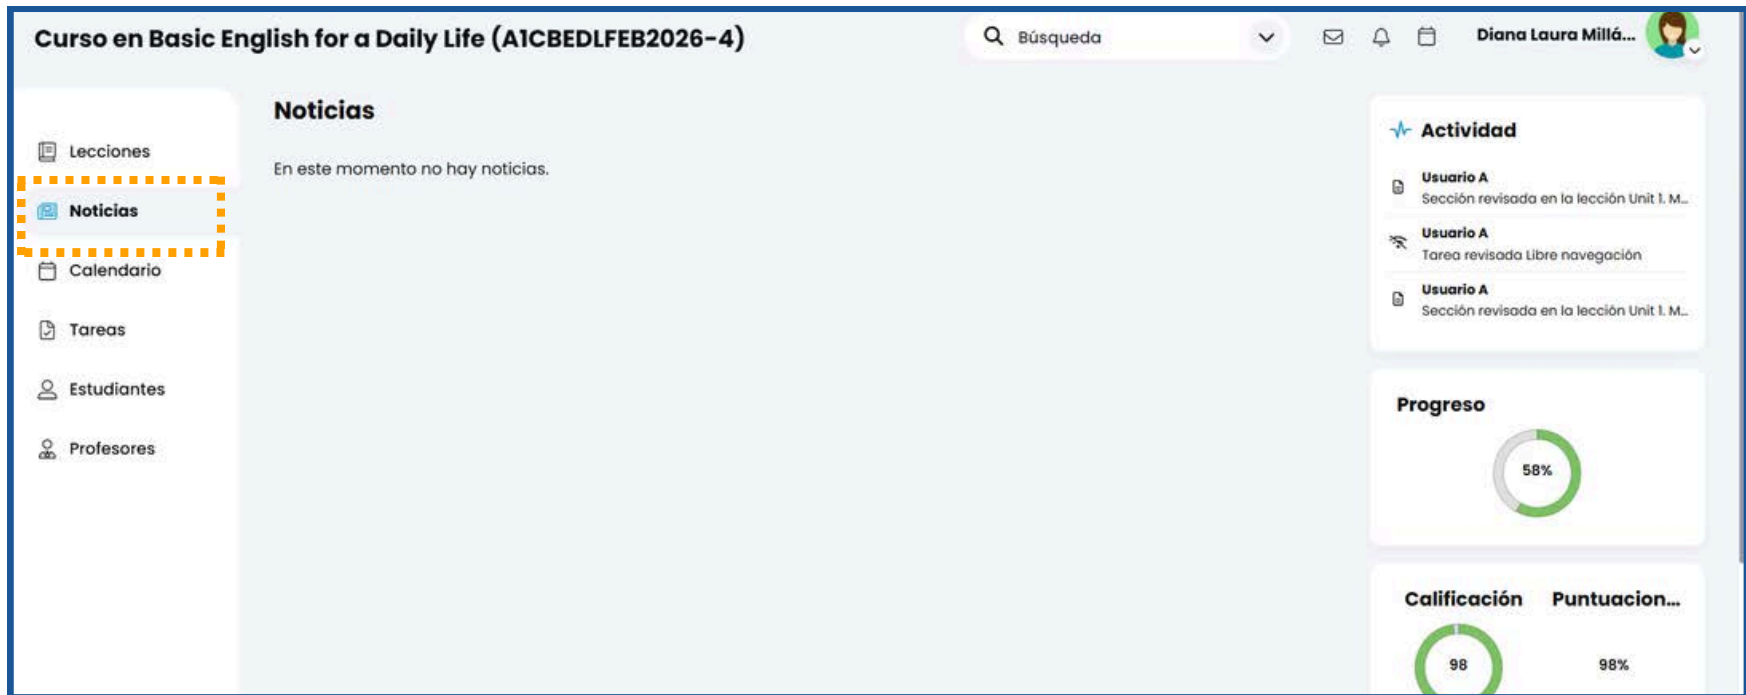 Curso en Basic English for a Daily Life (A1CBEDLFEB2026-4)
Búsqueda
Diana Laura Millá...
Lecciones
Noticias
Calendario
Tareas
Estudiantes
Profesores
Noticias
En este momento no hay noticias.
Actividad
Usuario A
Sección revisada en la lección Unit 1. M...
Usuario A
Tarea revisada Libre navegación
Usuario A
Sección revisada en la lección Unit 1. M...
Progreso
58%
Calificación
Puntuacion...
98
98%